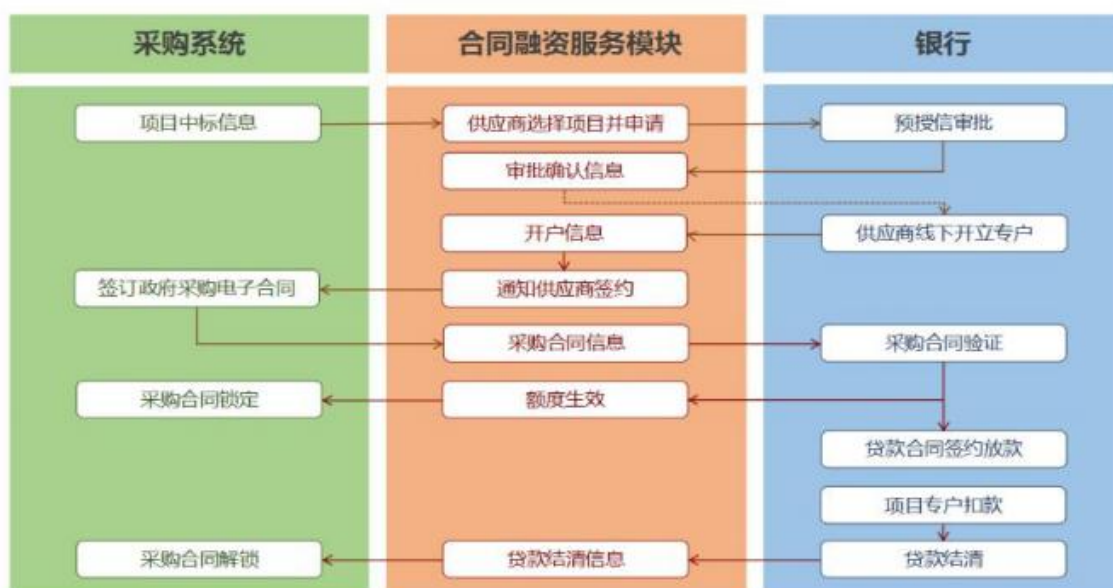 采购系统
合同融资服务模块
银行
项目中标信息
供应商选择项目并申请
预授信审批
审批确认信息
开户信息
供应商线下开立专户
签订政府采购电子合同
通知供应商签约
采购合同信息
采购合同验证
采购合同锁定
额度生效
贷款合同签约放款
项目专户扣款
采购合同解锁
贷款结清信息
贷款结清